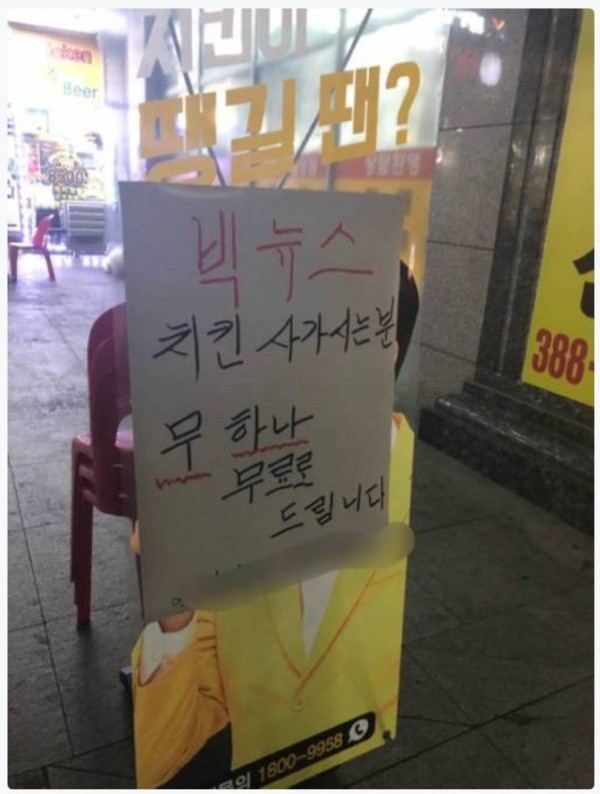 치킨이
땡길 땐?
Beer
빅뉴스
치킨 사가시는분
무 하나
무료로
드립니다
388-
1800-9958